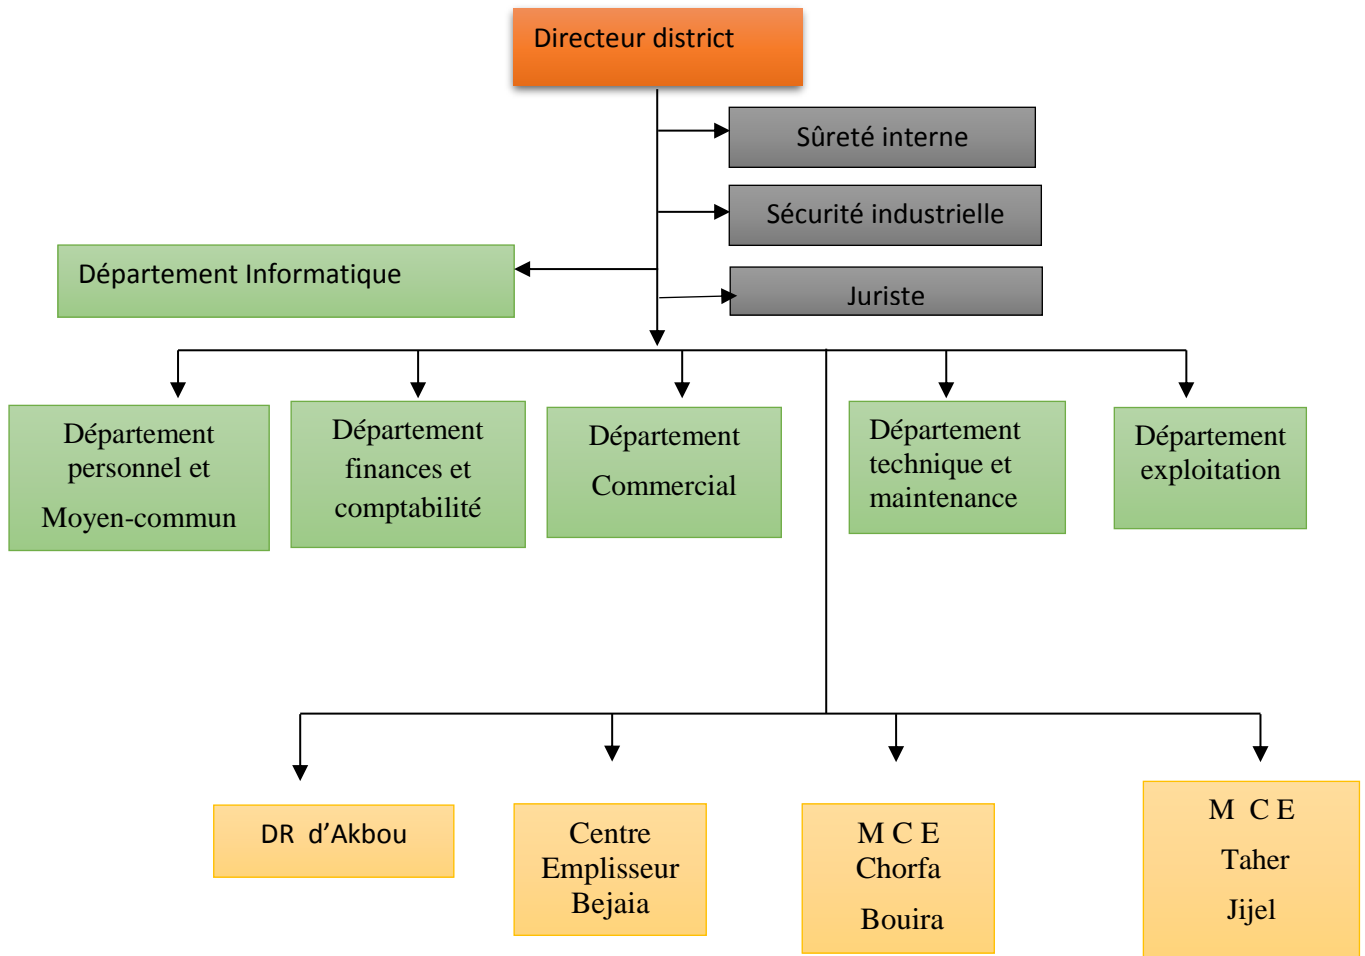 Directeur district
Sûreté interne
Sécurité industrielle
Département Informatique
Juriste
Département
personnel et
Moyen-commun
Département
finances et
comptabilité
Département
Commercial
Département
technique et
maintenance
Département
exploitation
DR d’Akbou
Centre
Emplisseur
Bejaia
M C E
Chorfa
Bouira
M C E
Taher
Jijel